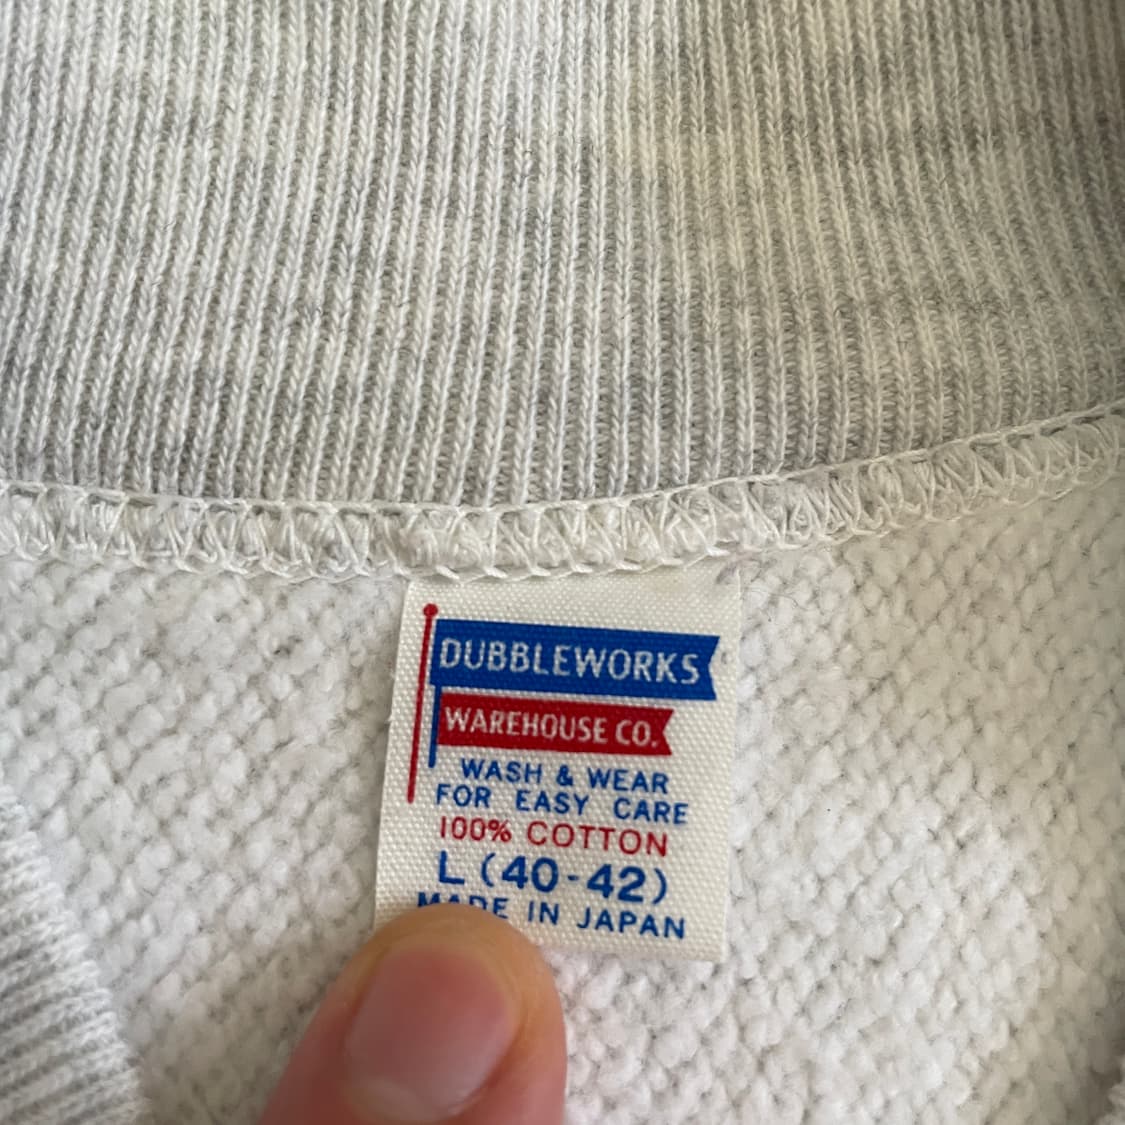 DUBBLEWORKS
WAREHOUSE CO.
WASH & WEAR
FOR EASY CARE
100% COTTON
L (40-42)
MADE IN JAPAN